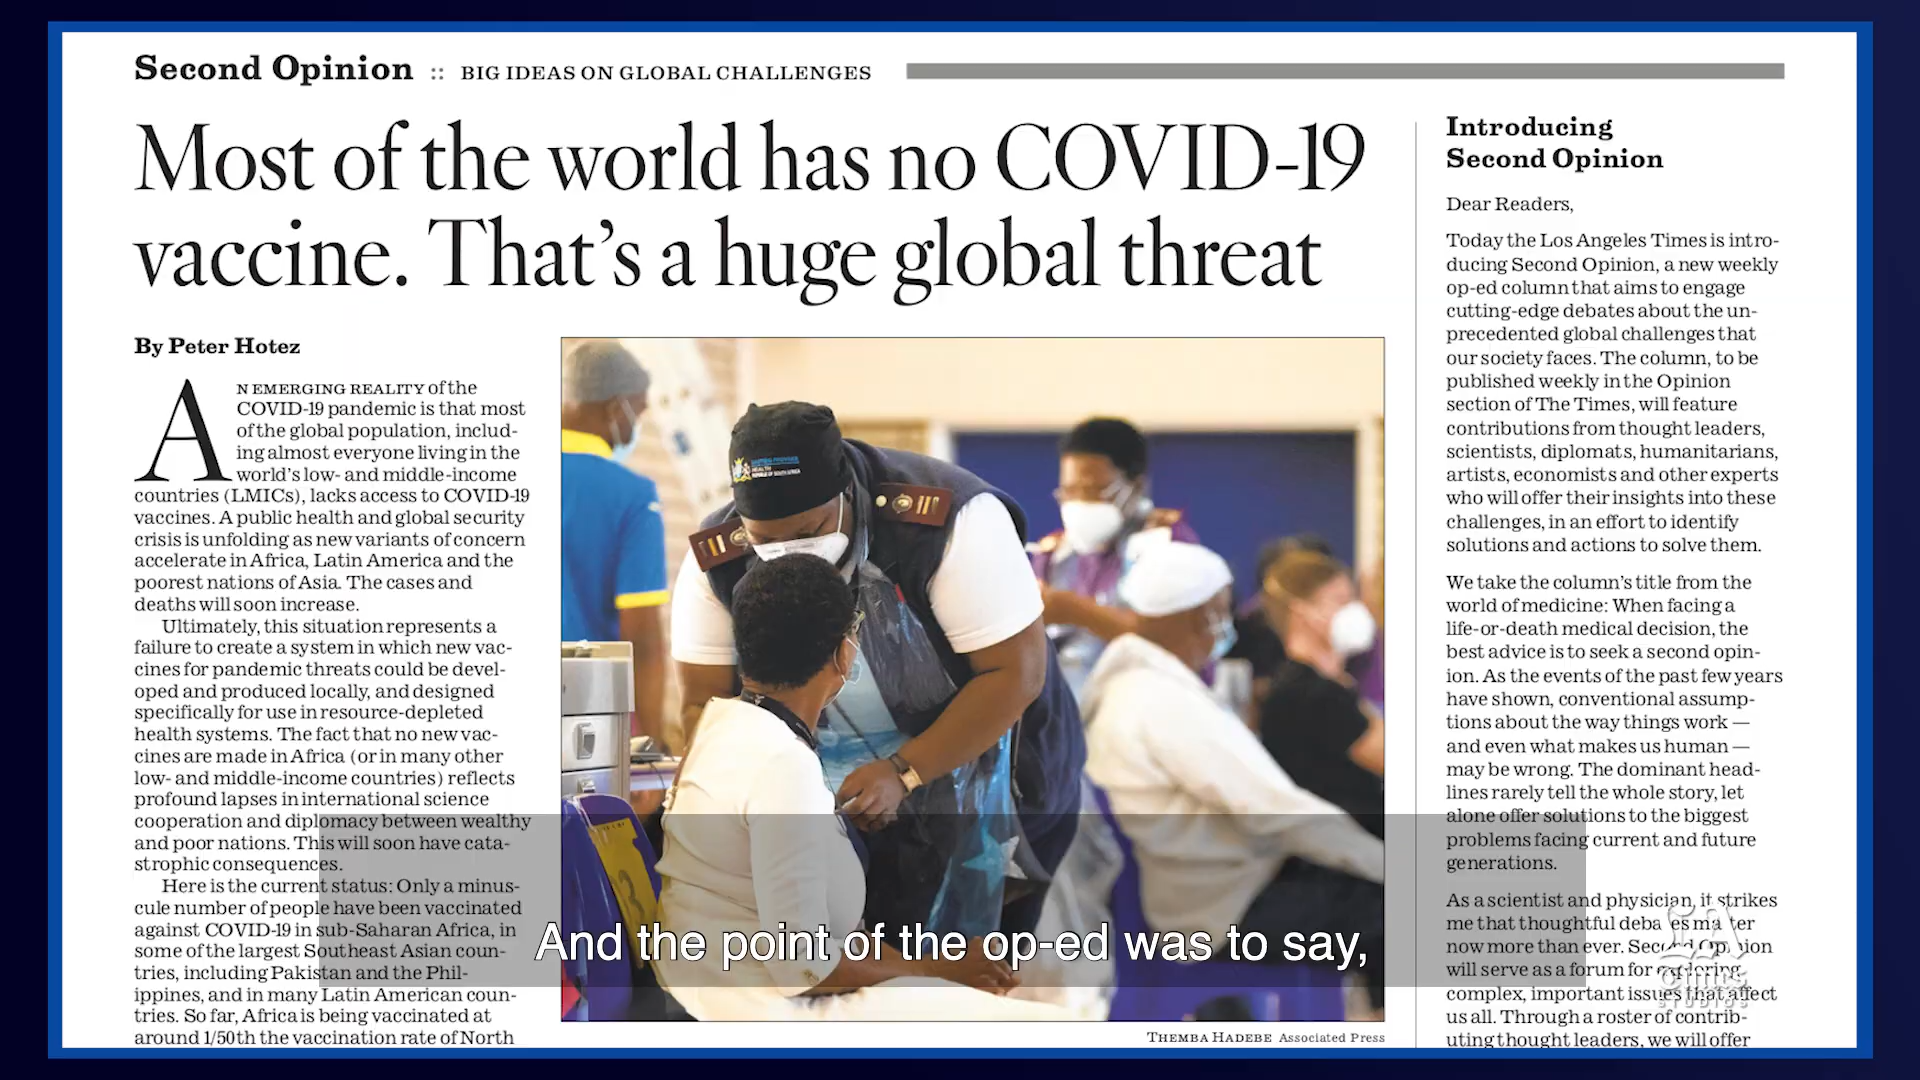 Second Opinion :: BIG IDEAS ON GLOBAL CHALLENGES
Most of the world has no COVID-19
vaccine. That’s a huge global threat
By Peter Hotez
AN EMERGING REALITY of the
COVID-19 pandemic is that most
of the global population, includ-
ing almost everyone living in the
world’s low- and middle-income
countries (LMICs), lacks access to COVID-19
vaccines. A public health and global security
crisis is unfolding as new variants of concern
accelerate in Africa, Latin America and the
poorest nations of Asia. The cases and
deaths will soon increase.
Ultimately, this situation represents a
failure to create a system in which new vac-
cines for pandemic threats could be devel-
oped and produced locally, and designed
specifically for use in resource-depleted
health systems. The fact that no new vac-
cines are made in Africa (or in many other
low- and middle-income countries) reflects
profound lapses in international science
cooperation and diplomacy between wealthy
and poor nations. This will soon have cata-
strophic consequences.
Here is the current status: Only a minus-
cule number of people have been vaccinated
against COVID-19 in sub-Saharan Africa, in
some of the largest Southeast Asian coun-
tries, including Pakistan and the Phil-
ippines, and in many Latin American coun-
tries. So far, Africa is being vaccinated at
around 1/50th the vaccination rate of North
THEMBA HADEBE Associated Press
Introducing
Second Opinion
Dear Readers,
Today the Los Angeles Times is intro-
ducing Second Opinion, a new weekly
op-ed column that aims to engage
cutting-edge debates about the un-
precedented global challenges that
our society faces. The column, to be
published weekly in the Opinion
section of The Times, will feature
contributions from thought leaders,
scientists, diplomats, humanitarians,
artists, economists and other experts
who will offer their insights into these
challenges, in an effort to identify
solutions and actions to solve them.
We take the column’s title from the
world of medicine: When facing a
life-or-death medical decision, the
best advice is to seek a second opin-
ion. As the events of the past few years
have shown, conventional assump-
tions about the way things work —
and even what makes us human —
may be wrong. The dominant head-
lines rarely tell the whole story, let
alone offer solutions to the biggest
problems facing current and future
generations.
As a scientist and physician, it strikes
me that thoughtful debates matter
now more than ever. Second Opinion
will serve as a forum for exploring
complex, important issues that affect
us all. Through a roster of contrib-
uting thought leaders, we will offer
And the point of the op-ed was to say,
LA
Times
STUDIOS